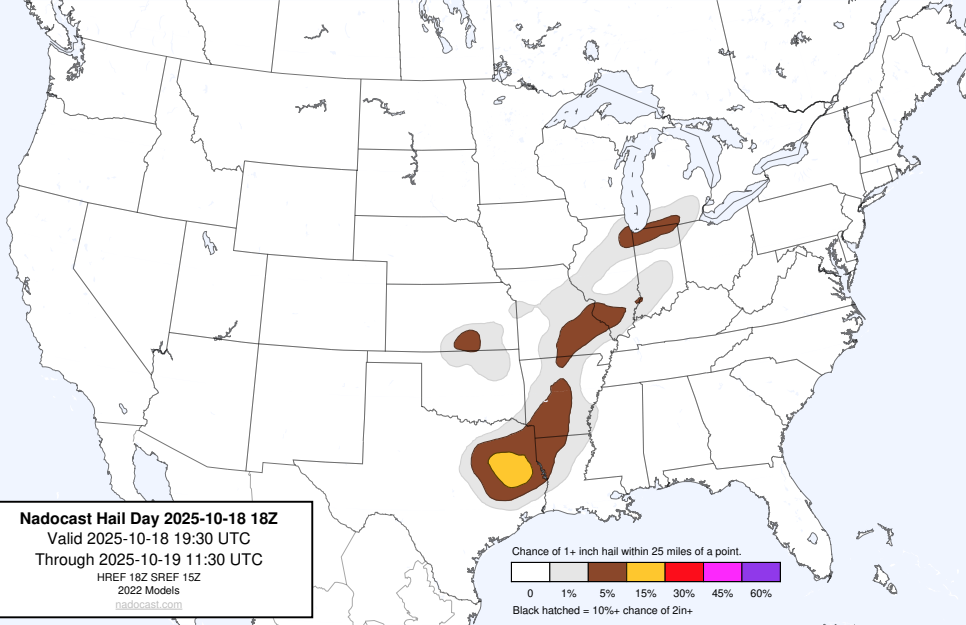 Nadocast Hail Day 2025-10-18 18Z
Valid 2025-10-18 19:30 UTC
Through 2025-10-19 11:30 UTC
HREF 18Z SREF 15Z
2022 Models
nadocast.com
Chance of 1+ inch hail within 25 miles of a point.
0 1% 5% 15% 30% 45% 60%
Black hatched = 10%+ chance of 2in+